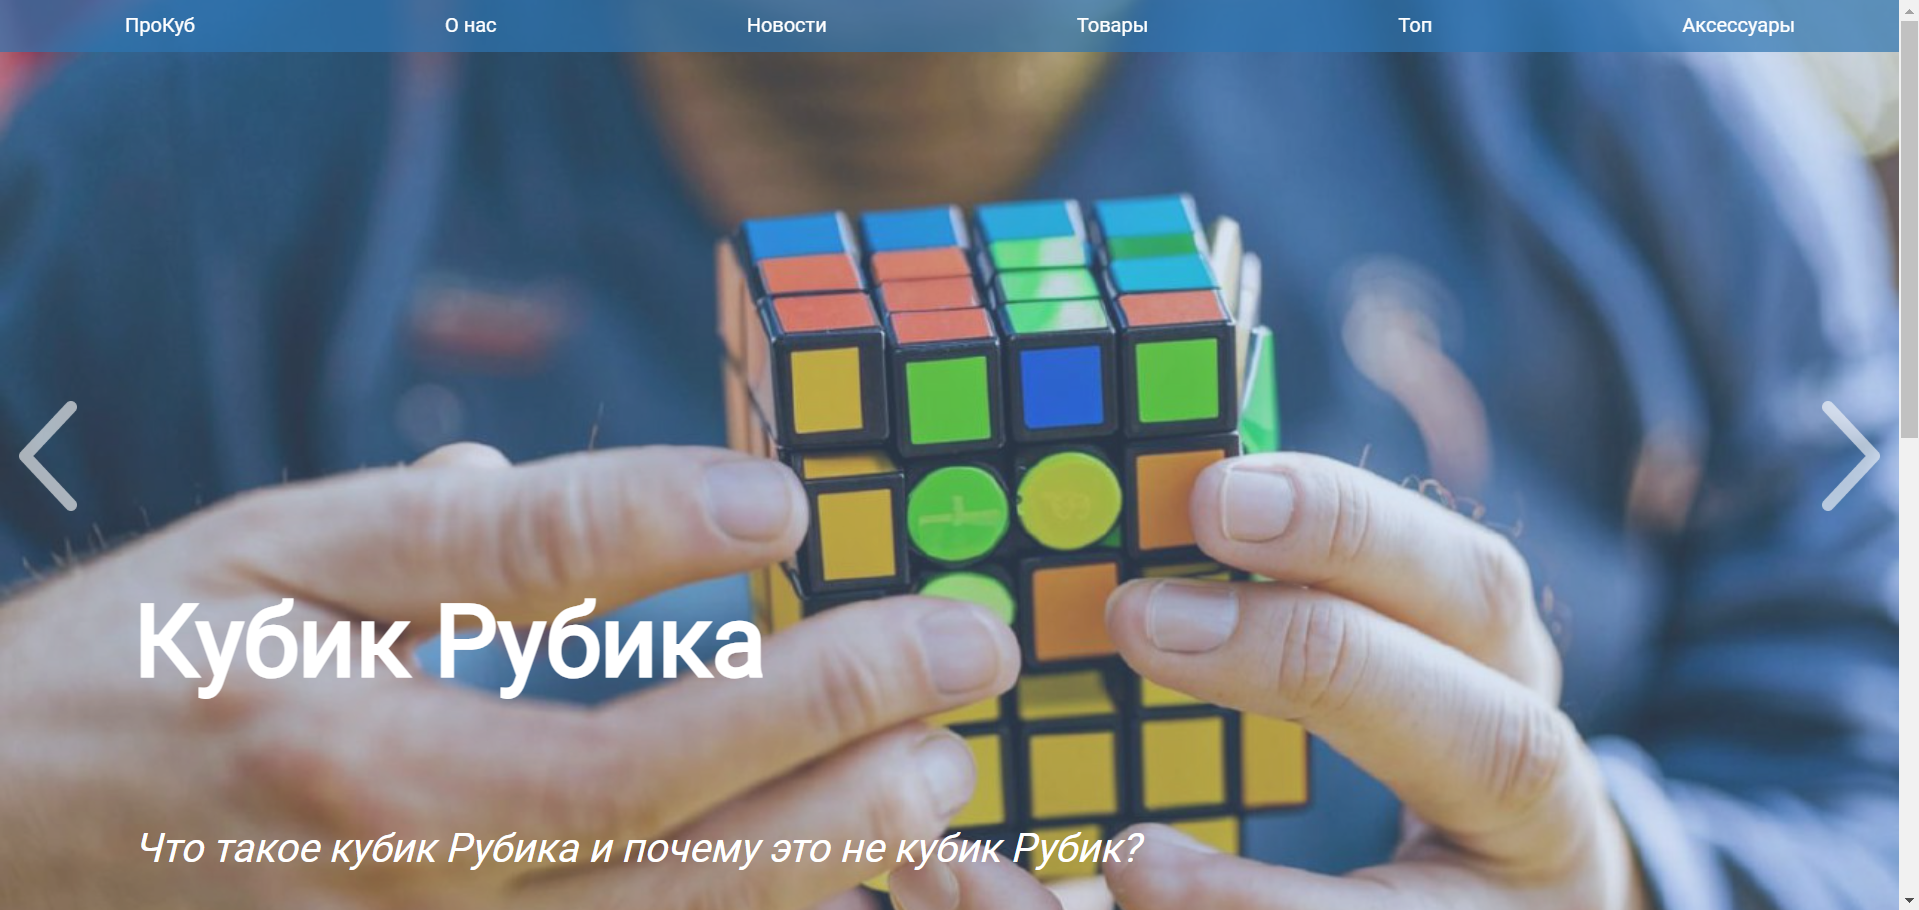 ПроКуб О нас Новости Товары Топ Аксессуары
Кубик Рубика
Что такое кубик Рубика и почему это не кубик Рубик?